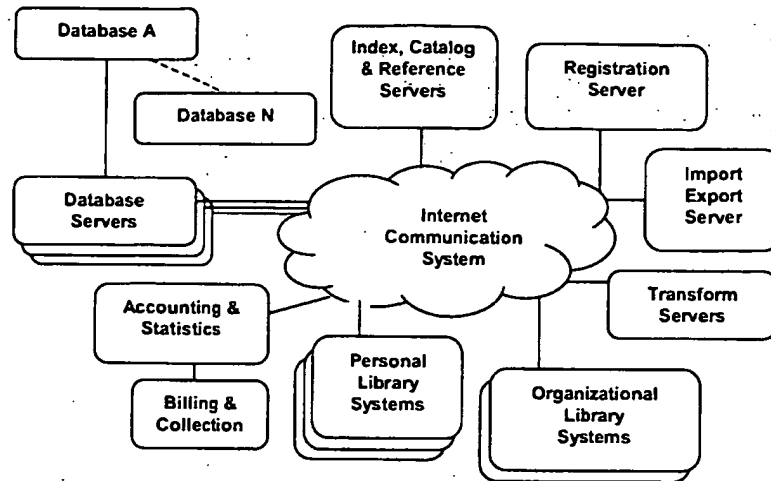 Database A
Database N
Index, Catalog
& Reference
Servers
Registration
Server
Database
Servers
Internet
Communication
System
Import
Export
Server
Accounting &
Statistics
Transform
Servers
Billing &
Collection
Personal
Library
Systems
Organizational
Library
Systems